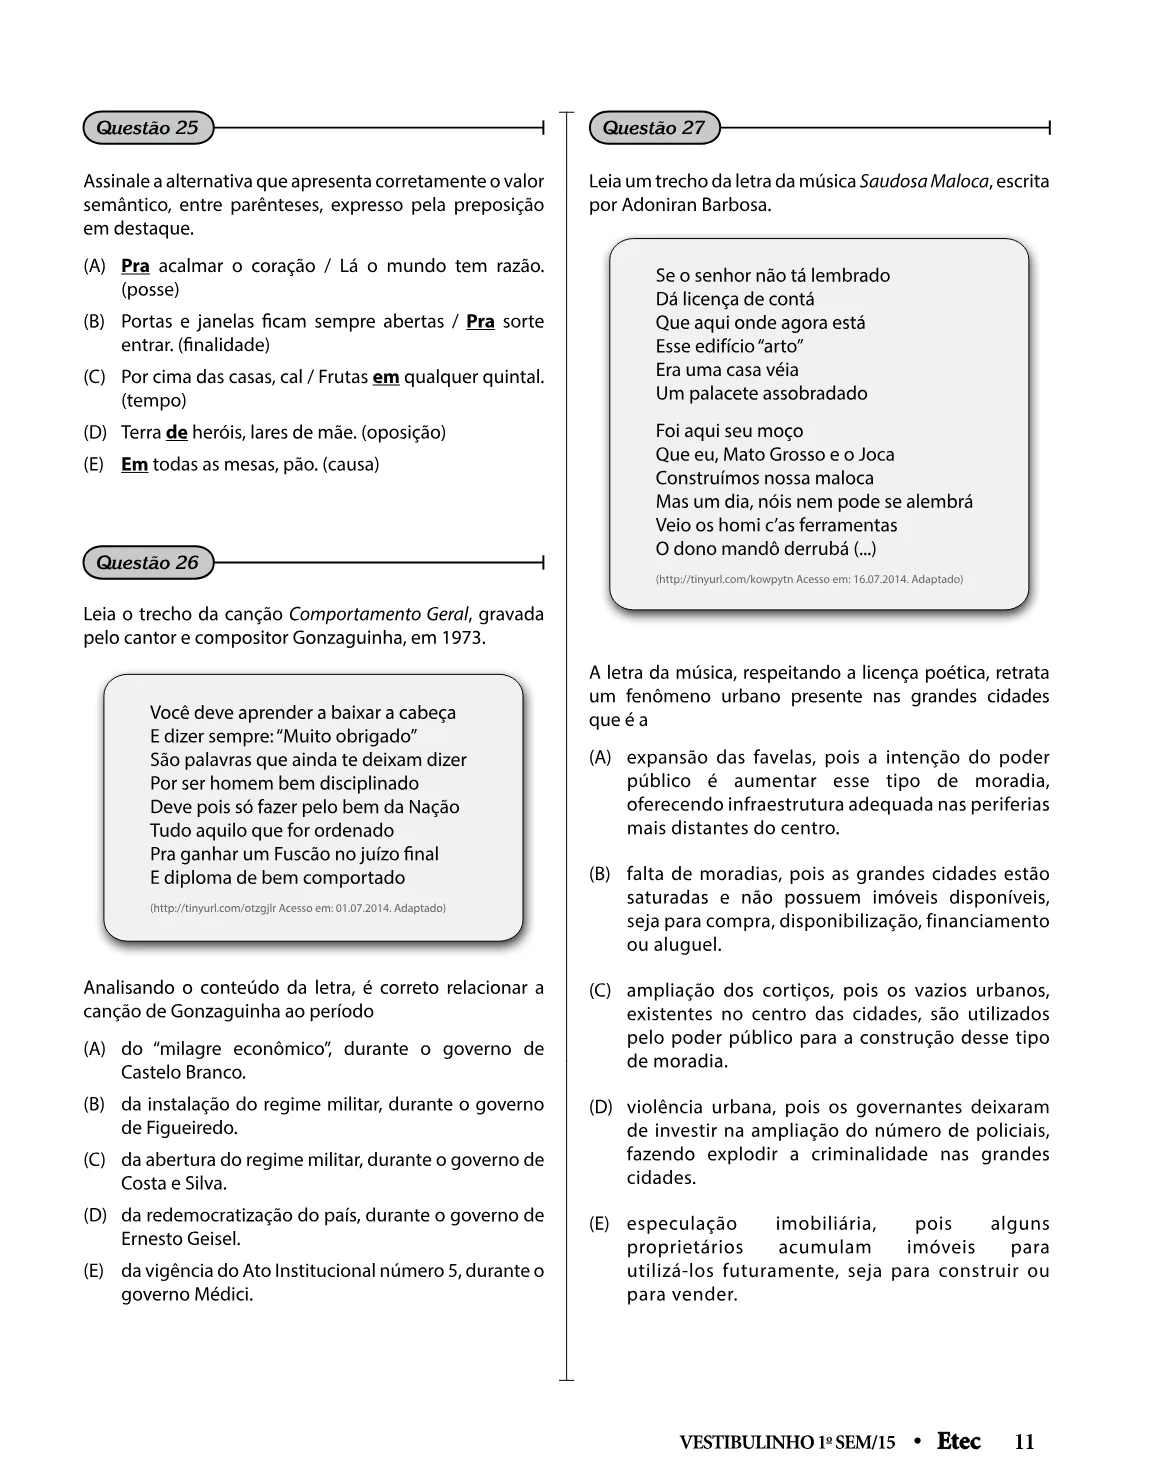 Questão 25
Assinale a alternativa que apresenta corretamente o valor
semântico, entre parênteses, expresso pela preposição
em destaque.
(A) Pra acalmar o coração / Lá o mundo tem razão.
(posse)
(B) Portas e janelas ficam sempre abertas / Pra sorte
entrar. (finalidade)
(C) Por cima das casas, cal / Frutas em qualquer quintal.
(tempo)
(D) Terra de heróis, lares de mãe. (oposição)
(E) Em todas as mesas, pão. (causa)
Questão 26
Leia o trecho da canção Comportamento Geral, gravada
pelo cantor e compositor Gonzaguinha, em 1973.
Você deve aprender a baixar a cabeça
E dizer sempre: “Muito obrigado”
São palavras que ainda te deixam dizer
Por ser homem bem disciplinado
Deve pois só fazer pelo bem da Nação
Tudo aquilo que for ordenado
Pra ganhar um Fuscão no juízo final
E diploma de bem comportado
(http://tinyurl.com/otzgjlr Acesso em: 01.07.2014. Adaptado)
Analisando o conteúdo da letra, é correto relacionar a
canção de Gonzaguinha ao período
(A) do “milagre econômico”, durante o governo de
Castelo Branco.
(B) da instalação do regime militar, durante o governo
de Figueiredo.
(C) da abertura do regime militar, durante o governo de
Costa e Silva.
(D) da redemocratização do país, durante o governo de
Ernesto Geisel.
(E) da vigência do Ato Institucional número 5, durante o
governo Médici.
Questão 27
Leia um trecho da letra da música Saudosa Maloca, escrita
por Adoniran Barbosa.
Se o senhor não tá lembrado
Dá licença de contá
Que aqui onde agora está
Esse edifício “arto”
Era uma casa véia
Um palacete assobradado
Foi aqui seu moço
Que eu, Mato Grosso e o Joca
Construímos nossa maloca
Mas um dia, nóis nem pode se alembrá
Veio os homi c’as ferramentas
O dono mandô derrubá (...)
(http://tinyurl.com/kowpytn Acesso em: 16.07.2014. Adaptado)
A letra da música, respeitando a licença poética, retrata
um fenômeno urbano presente nas grandes cidades
que é a
(A) expansão das favelas, pois a intenção do poder
público é aumentar esse tipo de moradia,
oferecendo infraestrutura adequada nas periferias
mais distantes do centro.
(B) falta de moradias, pois as grandes cidades estão
saturadas e não possuem imóveis disponíveis,
seja para compra, disponibilização, financiamento
ou aluguel.
(C) ampliação dos cortiços, pois os vazios urbanos,
existentes no centro das cidades, são utilizados
pelo poder público para a construção desse tipo
de moradia.
(D) violência urbana, pois os governantes deixaram
de investir na ampliação do número de policiais,
fazendo explodir a criminalidade nas grandes
cidades.
(E) especulação imobiliária, pois alguns
proprietários acumulam imóveis para
utilizá-los futuramente, seja para construir ou
para vender.
VESTIBULINHO 1º SEM/15 • Etec 11